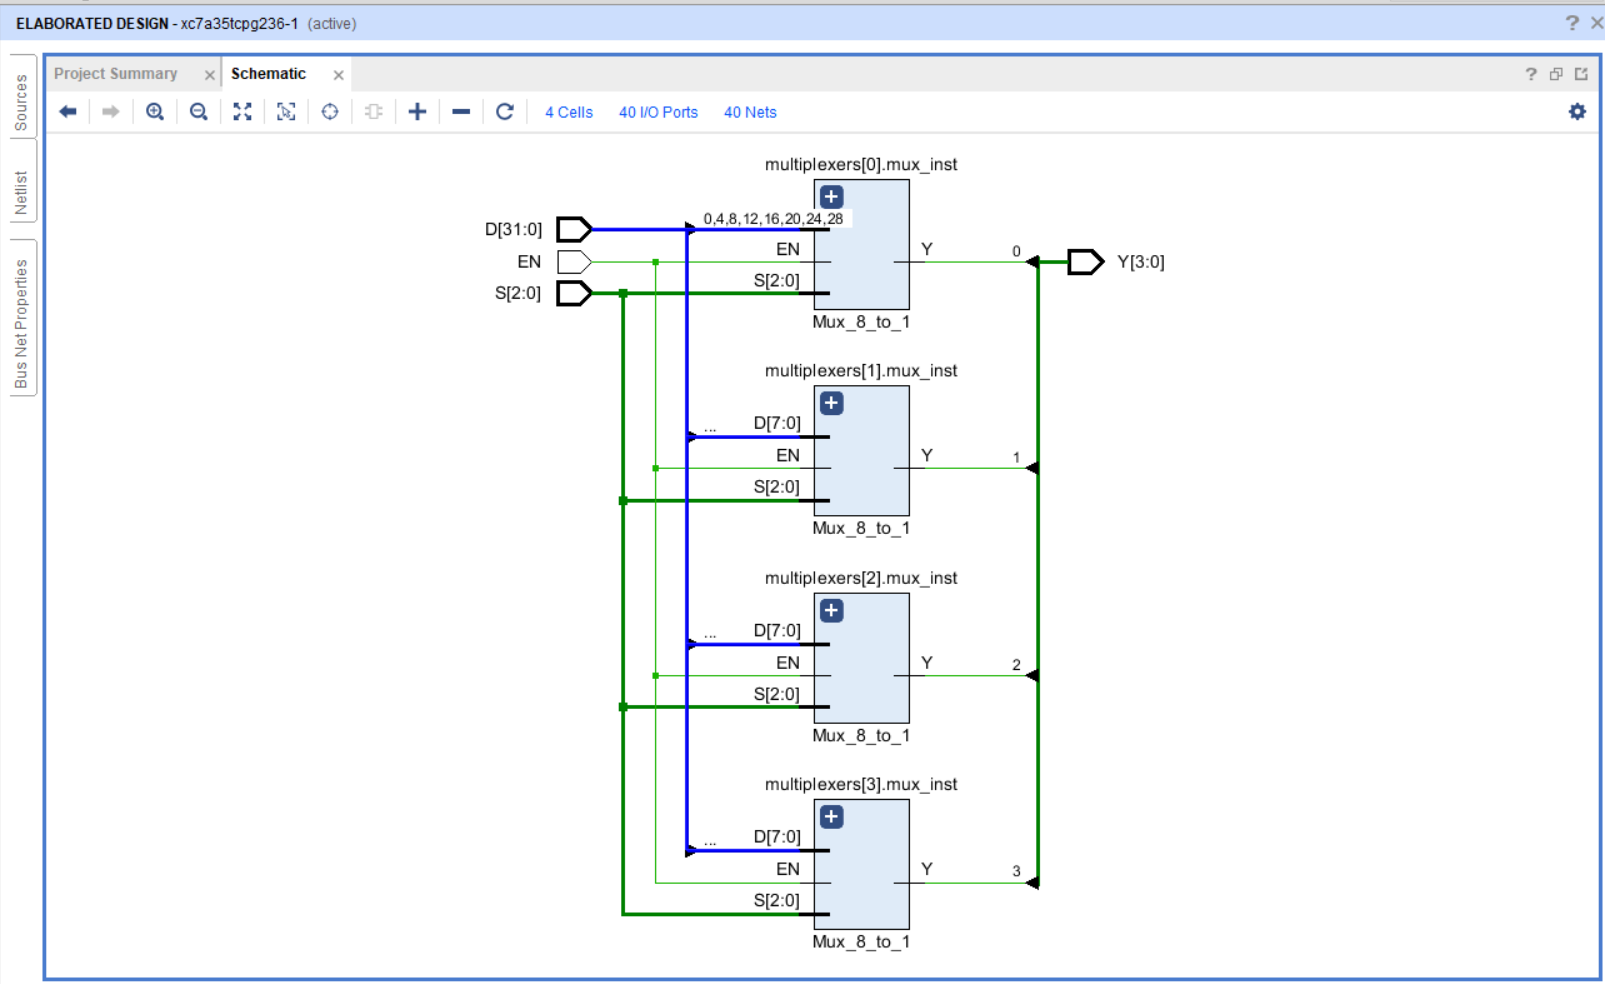 ELABORATED DESIGN - xc7a35tcpg236-1 (active)
Sources
Netlist
Bus Net Properties
Project Summary
Schematic
4 Cells
40 I/O Ports
40 Nets
multiplexers[0].mux_inst
D[31:0]
0,4,8,12,16,20,24,28
EN
EN
Y
0
Y[3:0]
S[2:0]
S[2:0]
Mux_8_to_1
multiplexers[1].mux_inst
... D[7:0]
EN
Y
1
S[2:0]
Mux_8_to_1
multiplexers[2].mux_inst
... D[7:0]
EN
Y
2
S[2:0]
Mux_8_to_1
multiplexers[3].mux_inst
... D[7:0]
EN
Y
3
S[2:0]
Mux_8_to_1